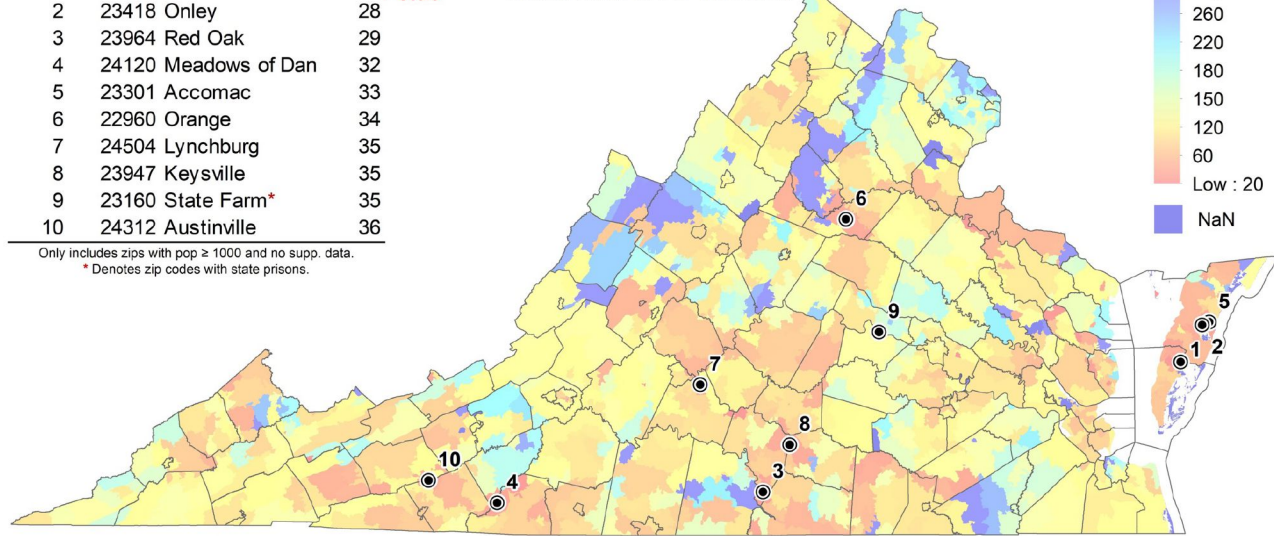 2 23418 Onley 28
3 23964 Red Oak 29
4 24120 Meadows of Dan 32
5 23301 Accomac 33
6 22960 Orange 34
7 24504 Lynchburg 35
8 23947 Keysville 35
9 23160 State Farm* 35
10 24312 Austinville 36
Only includes zips with pop ≥ 1000 and no supp. data.
* Denotes zip codes with state prisons.
260
220
180
150
120
60
Low : 20
NaN
6
5
9
1
2
7
8
10
3
4